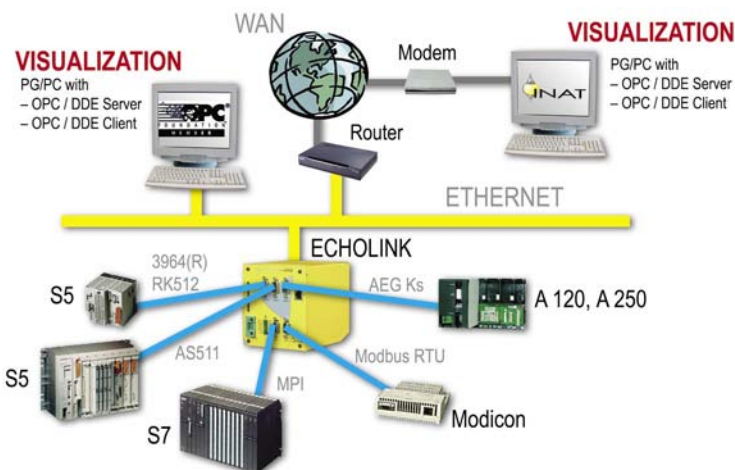 WAN
VISUALIZATION
PG/PC with
– OPC / DDE Server
– OPC / DDE Client
OPC
FOUNDATION
MEMBER
Modem
Router
iNAT
VISUALIZATION
PG/PC with
– OPC / DDE Server
– OPC / DDE Client
ETHERNET
ECHOLINK
3964(R)
RK512
S5
AEG Ks
A 120, A 250
AS511
S5
MPI
S7
Modbus RTU
Modicon